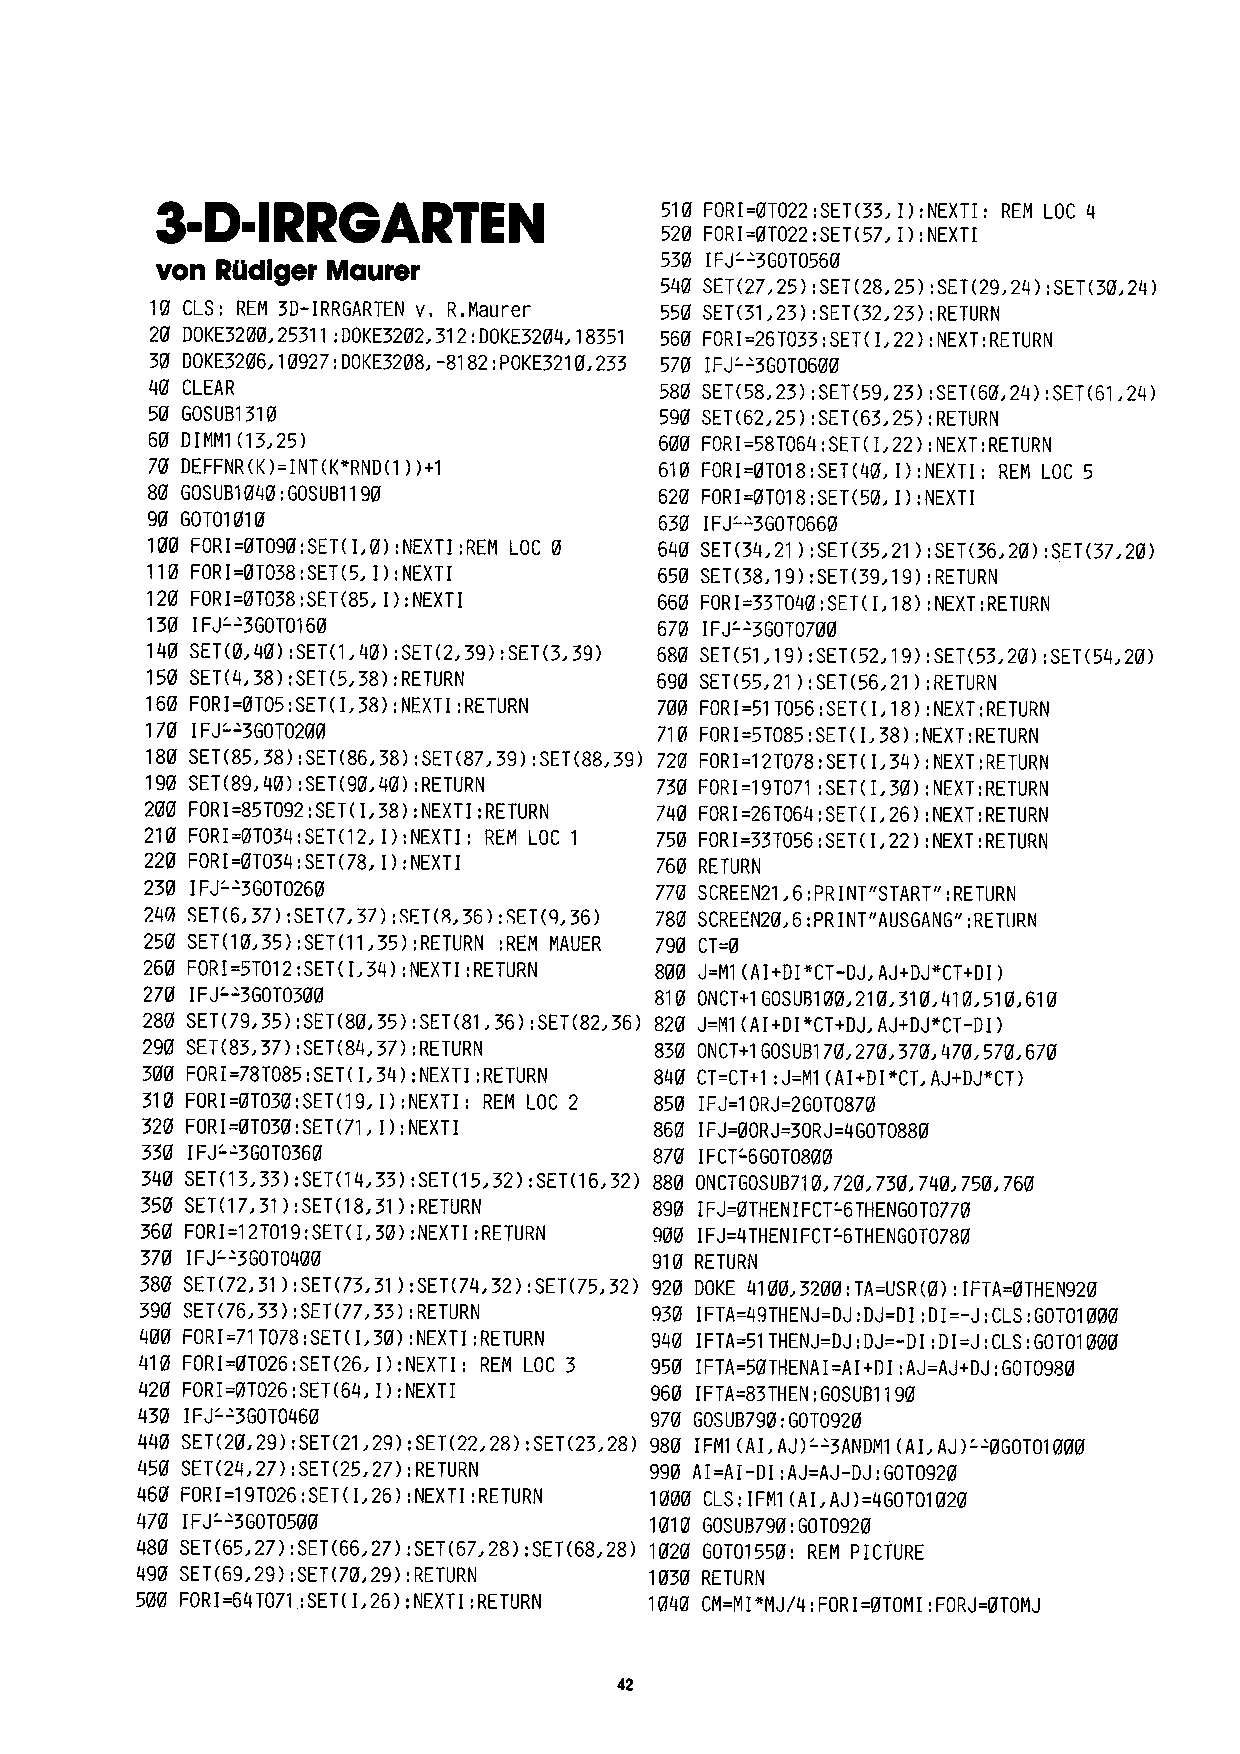 3-D-IRRGARTEN
von Rüdiger Maurer
10 CLS: REM 3D-IRRGARTEN v. R.Maurer
20 DOKE3200,25311:DOKE3202,312:DOKE3204,18351
30 DOKE3206,10927:DOKE3208,-8182:POKE3210,233
40 CLEAR
50 GOSUB1310
60 DIMM1(13,25)
70 DEFFNR(K)=INT(K*RND(1))+1
80 GOSUB1040:GOSUB1190
90 GOTO1010
100 FORI=0TO90:SET(I,0):NEXTI:REM LOC 0
110 FORI=0TO38:SET(5,I):NEXTI
120 FORI=0TO38:SET(85,I):NEXTI
130 IFJ<>3GOTO160
140 SET(0,40):SET(1,40):SET(2,39):SET(3,39)
150 SET(4,38):SET(5,38):RETURN
160 FORI=0TO5:SET(I,38):NEXTI:RETURN
170 IFJ<>3GOTO200
180 SET(85,38):SET(86,38):SET(87,39):SET(88,39)
190 SET(89,40):SET(90,40):RETURN
200 FORI=85TO92:SET(I,38):NEXTI:RETURN
210 FORI=0TO34:SET(12,I):NEXTI: REM LOC 1
220 FORI=0TO34:SET(78,I):NEXTI
230 IFJ<>3GOTO260
240 SET(6,37):SET(7,37):SET(8,36):SET(9,36)
250 SET(10,35):SET(11,35):RETURN :REM MAUER
260 FORI=5TO12:SET(I,34):NEXTI:RETURN
270 IFJ<>3GOTO300
280 SET(79,35):SET(80,35):SET(81,36):SET(82,36)
290 SET(83,37):SET(84,37):RETURN
300 FORI=78TO85:SET(I,34):NEXTI:RETURN
310 FORI=0TO30:SET(19,I):NEXTI: REM LOC 2
320 FORI=0TO30:SET(71,I):NEXTI
330 IFJ<>3GOTO360
340 SET(13,33):SET(14,33):SET(15,32):SET(16,32)
350 SET(17,31):SET(18,31):RETURN
360 FORI=12TO19:SET(I,30):NEXTI:RETURN
370 IFJ<>3GOTO400
380 SET(72,31):SET(73,31):SET(74,32):SET(75,32)
390 SET(76,33):SET(77,33):RETURN
400 FORI=71TO78:SET(I,30):NEXTI:RETURN
410 FORI=0TO26:SET(26,I):NEXTI: REM LOC 3
420 FORI=0TO26:SET(64,I):NEXTI
430 IFJ<>3GOTO460
440 SET(20,29):SET(21,29):SET(22,28):SET(23,28)
450 SET(24,27):SET(25,27):RETURN
460 FORI=19TO26:SET(I,26):NEXTI:RETURN
470 IFJ<>3GOTO500
480 SET(65,27):SET(66,27):SET(67,28):SET(68,28)
490 SET(69,29):SET(70,29):RETURN
500 FORI=64TO71:SET(I,26):NEXTI:RETURN
510 FORI=0TO22:SET(33,I):NEXTI: REM LOC 4
520 FORI=0TO22:SET(57,I):NEXTI
530 IFJ<>3GOTO560
540 SET(27,25):SET(28,25):SET(29,24):SET(30,24)
550 SET(31,23):SET(32,23):RETURN
560 FORI=26TO33:SET(I,22):NEXT:RETURN
570 IFJ<>3GOTO600
580 SET(58,23):SET(59,23):SET(60,24):SET(61,24)
590 SET(62,25):SET(63,25):RETURN
600 FORI=58TO64:SET(I,22):NEXT:RETURN
610 FORI=0TO18:SET(40,I):NEXTI: REM LOC 5
620 FORI=0TO18:SET(50,I):NEXTI
630 IFJ<>3GOTO660
640 SET(34,21):SET(35,21):SET(36,20):SET(37,20)
650 SET(38,19):SET(39,19):RETURN
660 FORI=33TO40:SET(I,18):NEXT:RETURN
670 IFJ<>3GOTO700
680 SET(51,19):SET(52,19):SET(53,20):SET(54,20)
690 SET(55,21):SET(56,21):RETURN
700 FORI=51TO56:SET(I,18):NEXT:RETURN
710 FORI=5TO85:SET(I,38):NEXT:RETURN
720 FORI=12TO78:SET(I,34):NEXT:RETURN
730 FORI=19TO71:SET(I,30):NEXT:RETURN
740 FORI=26TO64:SET(I,26):NEXT:RETURN
750 FORI=33TO56:SET(I,22):NEXT:RETURN
760 RETURN
770 SCREEN21,6:PRINT"START":RETURN
780 SCREEN20,6:PRINT"AUSGANG":RETURN
790 CT=0
800 J=M1(AI+DI*CT-DJ,AJ+DJ*CT+DI)
810 ONCT+1GOSUB100,210,310,410,510,610
820 J=M1(AI+DI*CT+DJ,AJ+DJ*CT-DI)
830 ONCT+1GOSUB170,270,370,470,570,670
840 CT=CT+1:J=M1(AI+DI*CT,AJ+DJ*CT)
850 IFJ=1ORJ=2GOTO870
860 IFJ=0ORJ=3ORJ=4GOTO880
870 IFCT<6GOTO800
880 ONCTGOSUB710,720,730,740,750,760
890 IFJ=0THENIFCT<6THENGOTO770
900 IFJ=4THENIFCT<6THENGOTO780
910 RETURN
920 DOKE 4100,3200:TA=USR(0):IFTA=0THEN920
930 IFTA=49THENJ=DJ:DJ=DI:DI=-J:CLS:GOTO1000
940 IFTA=51THENJ=DJ:DJ=-DI:DI=J:CLS:GOTO1000
950 IFTA=50THENAI=AI+DI:AJ=AJ+DJ:GOTO980
960 IFTA=83THEN:GOSUB1190
970 GOSUB790:GOTO920
980 IFM1(AI,AJ)<>3ANDM1(AI,AJ)<>0GOTO1000
990 AI=AI-DI:AJ=AJ-DJ:GOTO920
1000 CLS:IFM1(AI,AJ)=4GOTO1020
1010 GOSUB790:GOTO920
1020 GOTO1550: REM PICTURE
1030 RETURN
1040 CM=MI*MJ/4:FORI=0TOMI:FORJ=0TOMJ
42